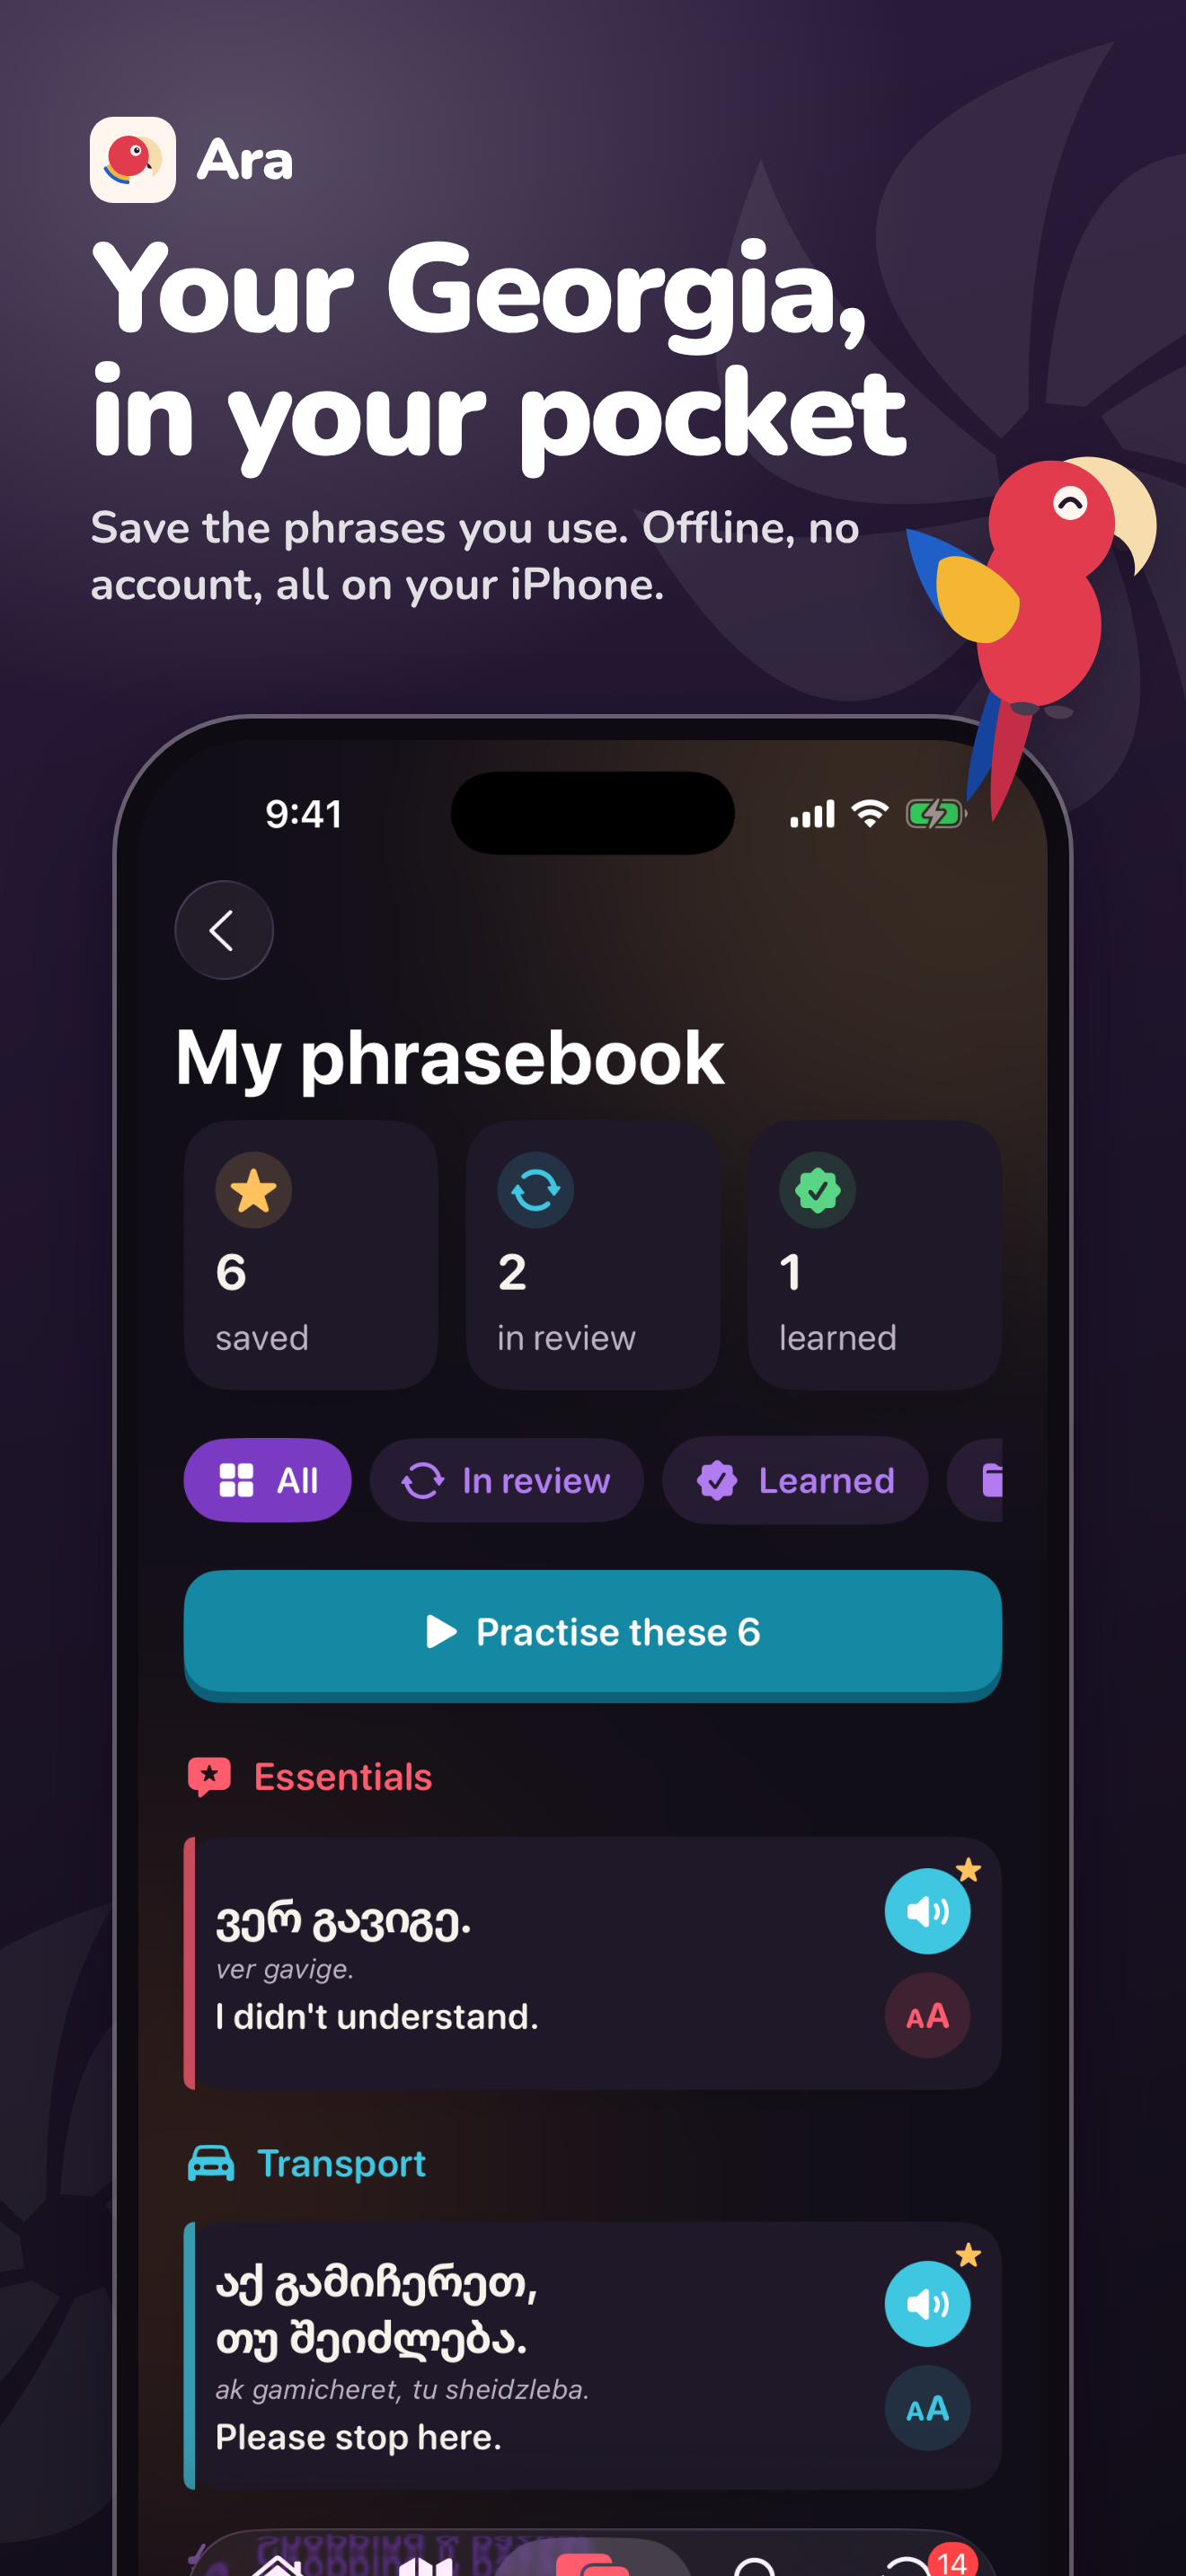 Ara
Your Georgia,
in your pocket
Save the phrases you use. Offline, no
account, all on your iPhone.
9:41
My phrasebook
6
saved
2
in review
1
learned
All
In review
Learned
Practise these 6
Essentials
ვერ გავიგე.
ver gavige.
I didn't understand.
AA
Transport
აქ გამიჩერეთ,
თუ შეიძლება.
ak gamicheret, tu sheidzleba.
Please stop here.
AA
Shopping & bazaar
14